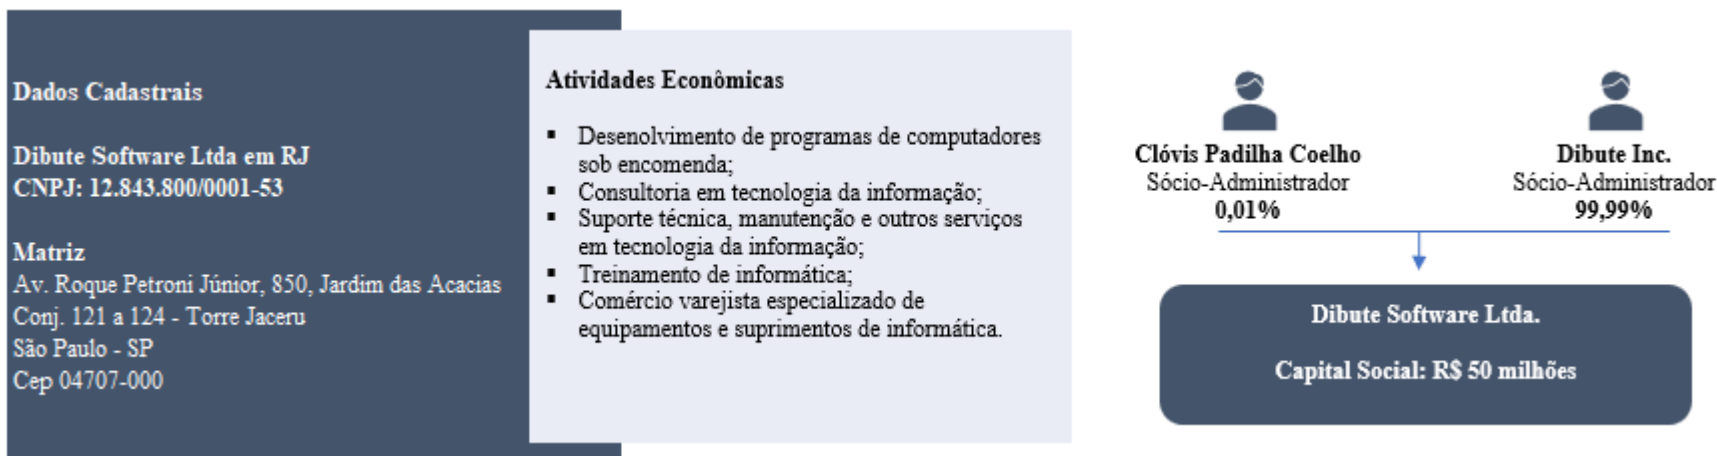 Dados Cadastrais
Dibute Software Ltda em RJ
CNPJ: 12.843.800/0001-53
Matriz
Av. Roque Petroni Júnior, 850, Jardim das Acacias
Conj. 121 a 124 - Torre Jaceru
São Paulo - SP
Cep 04707-000
Atividades Econômicas
▪ Desenolvimento de programas de computadores
sob encomenda;
▪ Consultoria em tecnologia da informação;
▪ Suporte técnica, manutenção e outros serviços
em tecnologia da informação;
▪ Treinamento de informática;
▪ Comércio varejista especializado de
equipamentos e suprimentos de informática.
Clóvis Padilha Coelho
Sócio-Administrador
0,01%
Dibute Inc.
Sócio-Administrador
99,99%
Dibute Software Ltda.
Capital Social: R$ 50 milhões